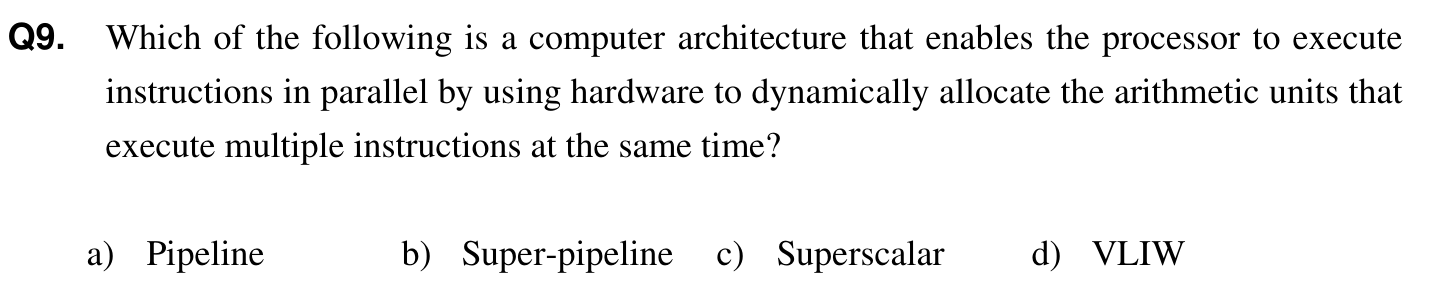 Q9. Which of the following is a computer architecture that enables the processor to execute
instructions in parallel by using hardware to dynamically allocate the arithmetic units that
execute multiple instructions at the same time?
a) Pipeline b) Super-pipeline c) Superscalar d) VLIW